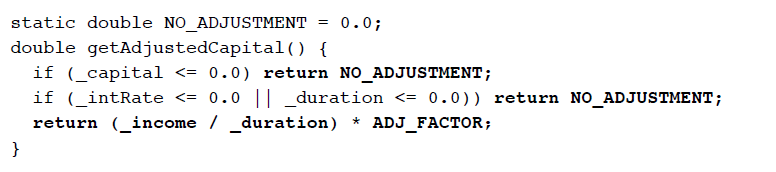 static double NO_ADJUSTMENT = 0.0;
double getAdjustedCapital() {
if (_capital <= 0.0) return NO_ADJUSTMENT;
if (_intRate <= 0.0 || _duration <= 0.0)) return NO_ADJUSTMENT;
return (_income / _duration) * ADJ_FACTOR;
}